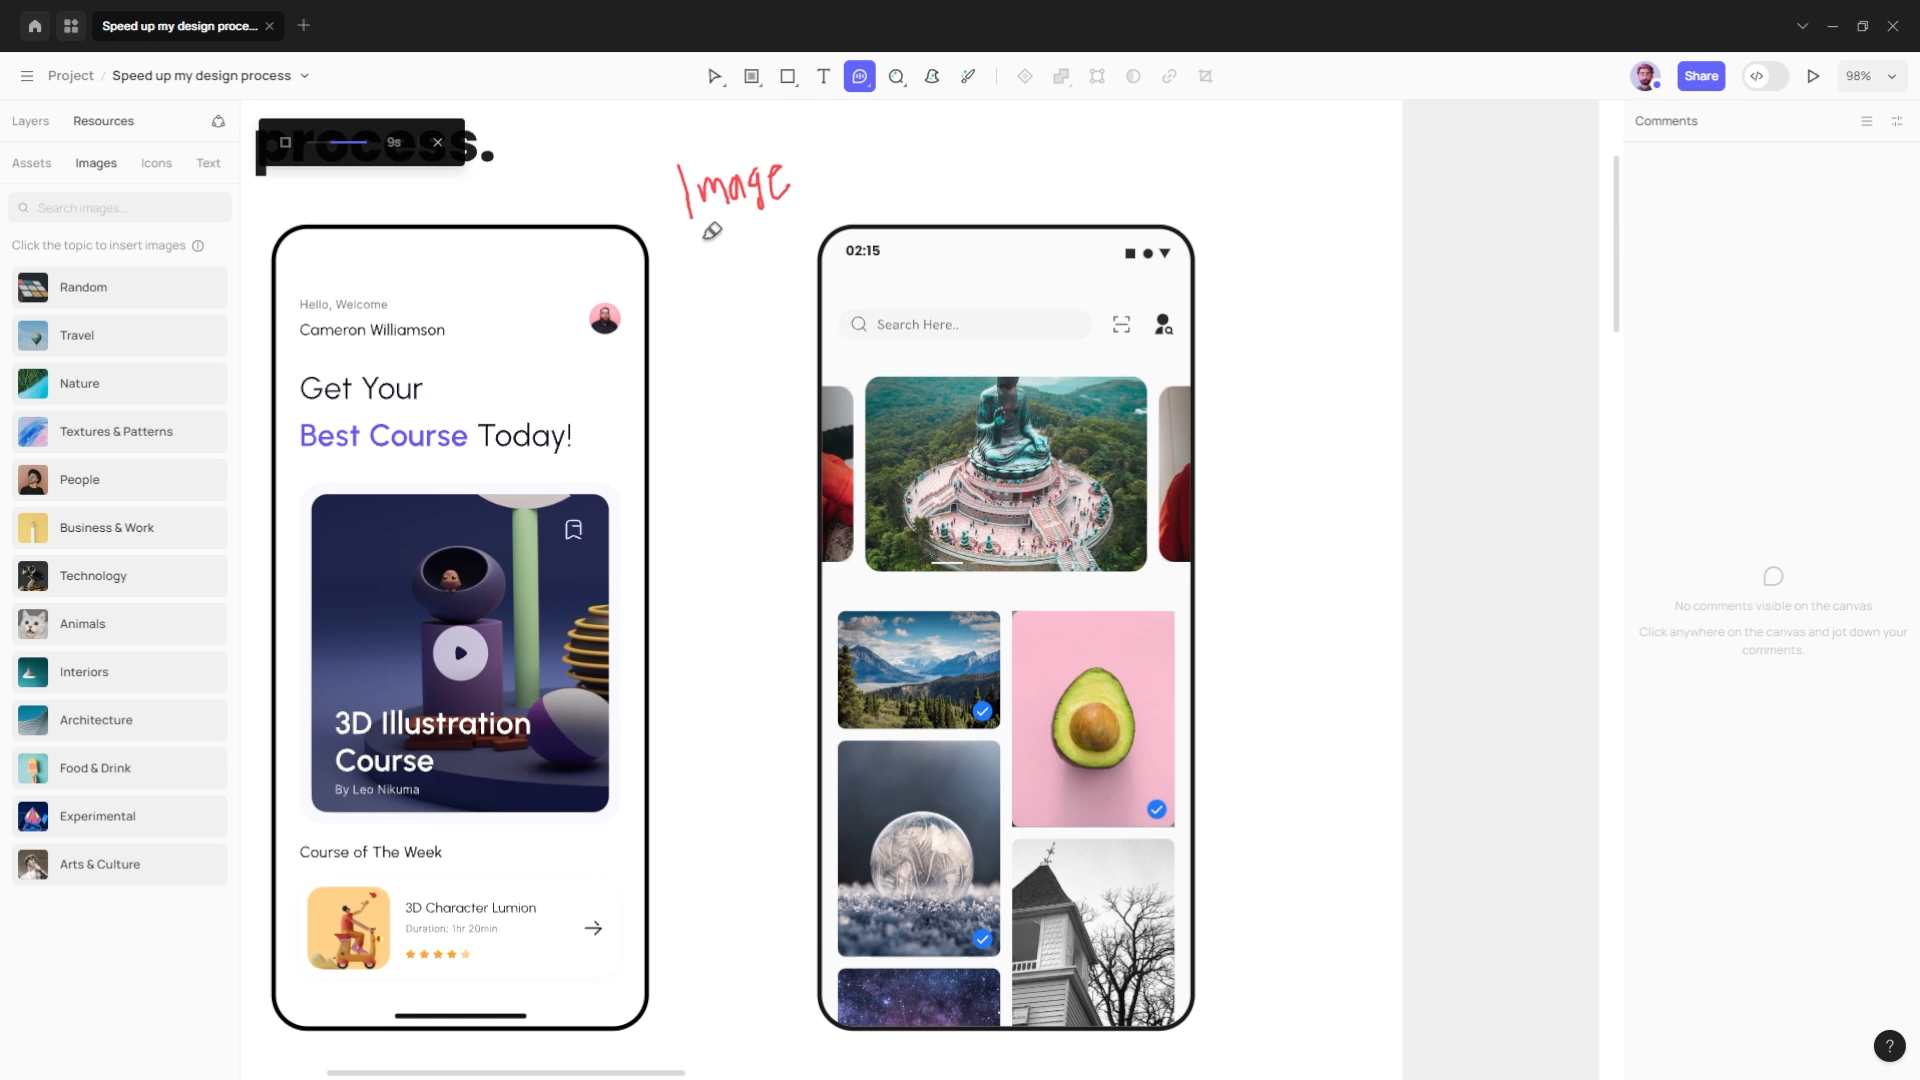 Speed up my design proce...
Project / Speed up my design process
Share
98%
Layers Resources
Assets Images Icons Text
Search images...
Click the topic to insert images
Random
Travel
Nature
Textures & Patterns
People
Business & Work
Technology
Animals
Interiors
Architecture
Food & Drink
Experimental
Arts & Culture
process.
9s
Image
Hello, Welcome
Cameron Williamson
Get Your
Best Course Today!
3D Illustration
Course
By Leo Nikuma
Course of The Week
3D Character Lumion
Duration: 1hr 20min
02:15
Search Here..
Comments
No comments visible on the canvas
Click anywhere on the canvas and jot down your
comments.
?